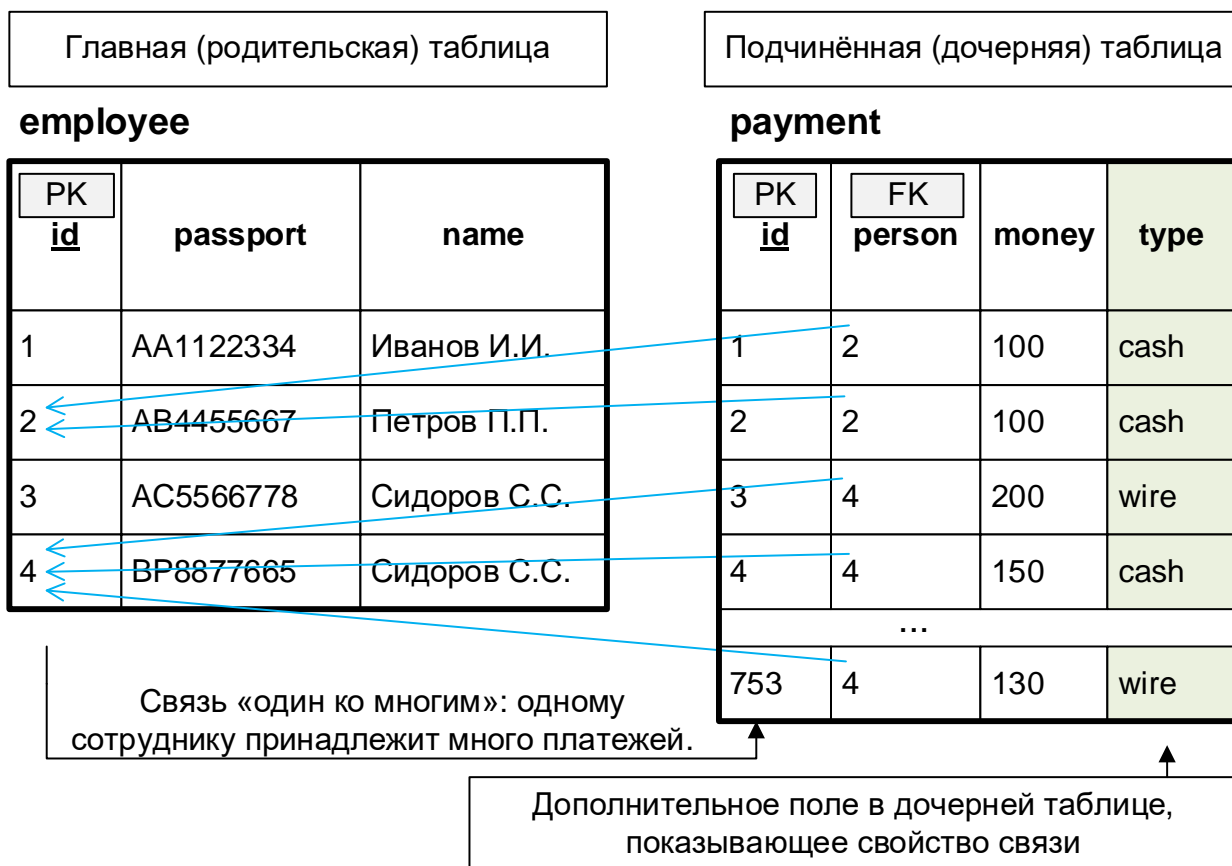 Главная (родительская) таблица
Подчинённая (дочерняя) таблица
employee
PK
id passport name
1 AA1122334 Иванов И.И.
2 AB4455667 Петров П.П.
3 AC5566778 Сидоров С.С.
4 BP8877665 Сидоров С.С.
payment
PK FK
id person money type
1 2 100 cash
2 2 100 cash
3 4 200 wire
4 4 150 cash
…
753 4 130 wire
Связь «один ко многим»: одному
сотруднику принадлежит много платежей.
Дополнительное поле в дочерней таблице,
показывающее свойство связи